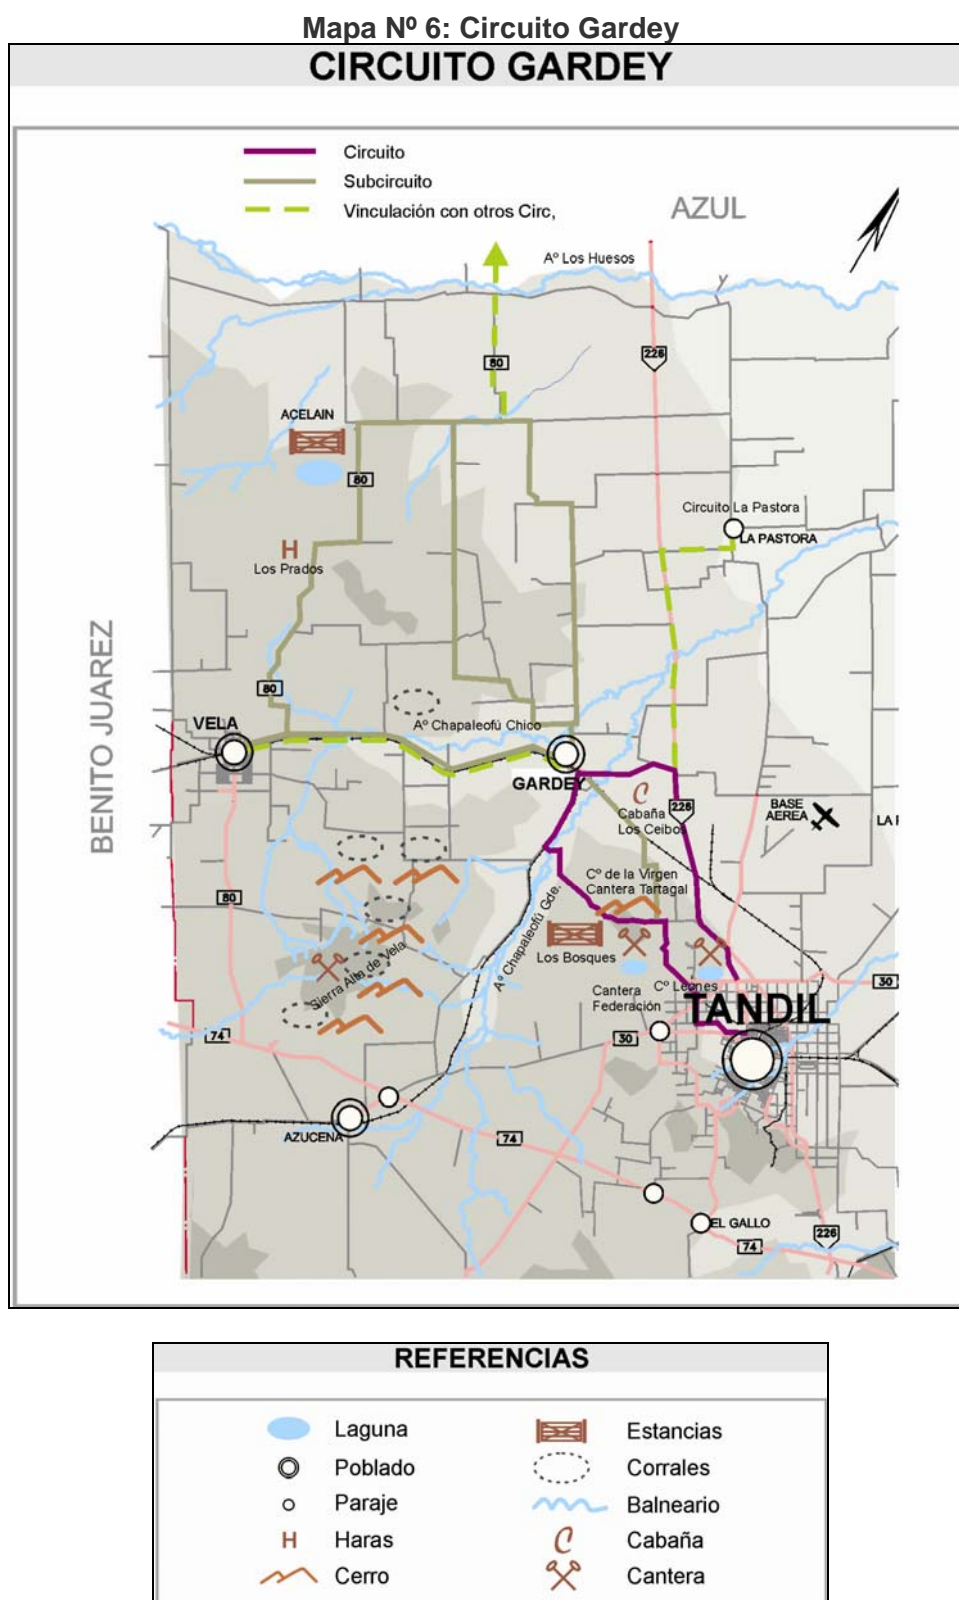 Mapa Nº 6: Circuito Gardey
CIRCUITO GARDEY
Circuito
Subcircuito
Vinculación con otros Circ,
AZUL
Aº Los Huesos
80
226
ACELAIN
80
Circuito La Pastora
LA PASTORA
H
Los Prados
BENITO JUAREZ
80
VELA
Aº Chapaleofú Chico
GARDEY
C
Cabaña
Los Ceibos
226
BASE
AEREA
LA
Cº de la Virgen
Cantera Tartagal
80
Aº Chapaleofú Gde.
Los Bosques
Sierra Alta de Vela
Cantera
Federación
Cº Leones
30
TANDIL
74
30
AZUCENA
74
EL GALLO
226
74
REFERENCIAS
Laguna
Estancias
Poblado
Corrales
Paraje
Balneario
H
Haras
C
Cabaña
Cerro
Cantera